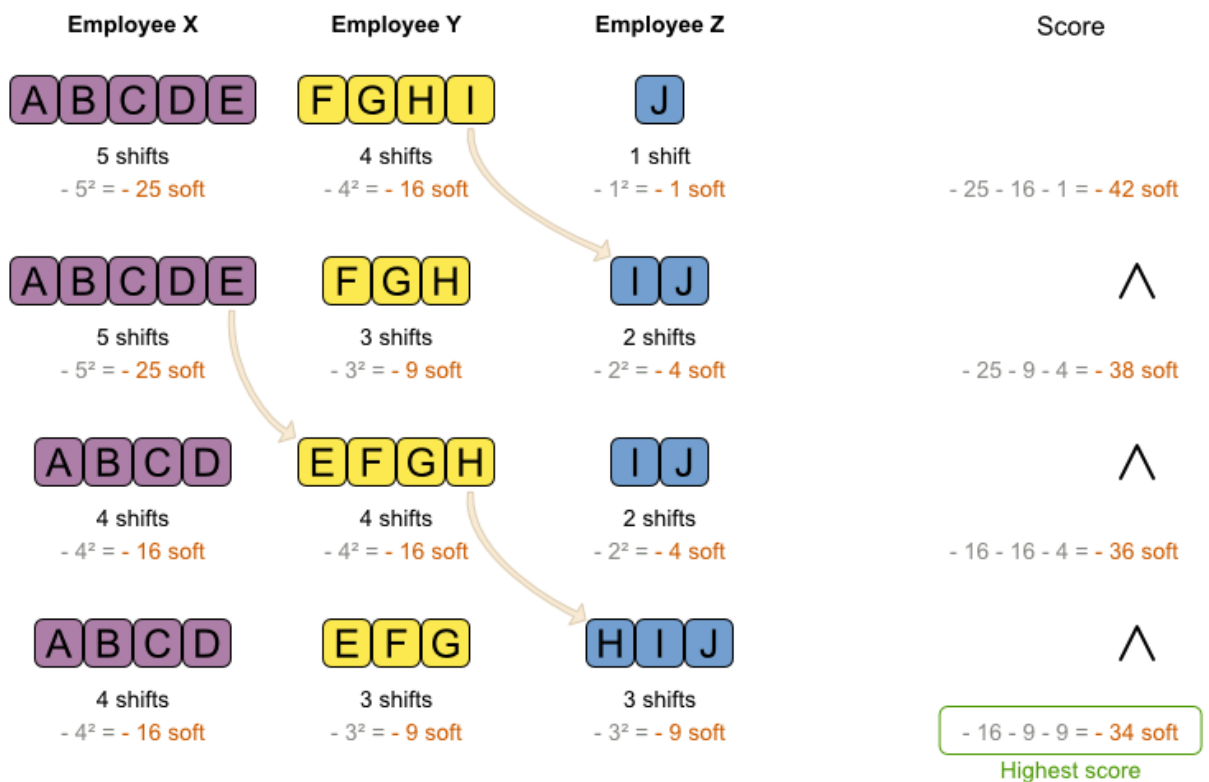 Employee X Employee Y Employee Z Score
A B C D E F G H I J
5 shifts 4 shifts 1 shift
- 5² = - 25 soft - 4² = - 16 soft - 1² = - 1 soft - 25 - 16 - 1 = - 42 soft
A B C D E F G H I J
5 shifts 3 shifts 2 shifts
- 5² = - 25 soft - 3² = - 9 soft - 2² = - 4 soft - 25 - 9 - 4 = - 38 soft
A B C D E F G H I J
4 shifts 4 shifts 2 shifts
- 4² = - 16 soft - 4² = - 16 soft - 2² = - 4 soft - 16 - 16 - 4 = - 36 soft
A B C D E F G H I J
4 shifts 3 shifts 3 shifts
- 4² = - 16 soft - 3² = - 9 soft - 3² = - 9 soft - 16 - 9 - 9 = - 34 soft
Highest score